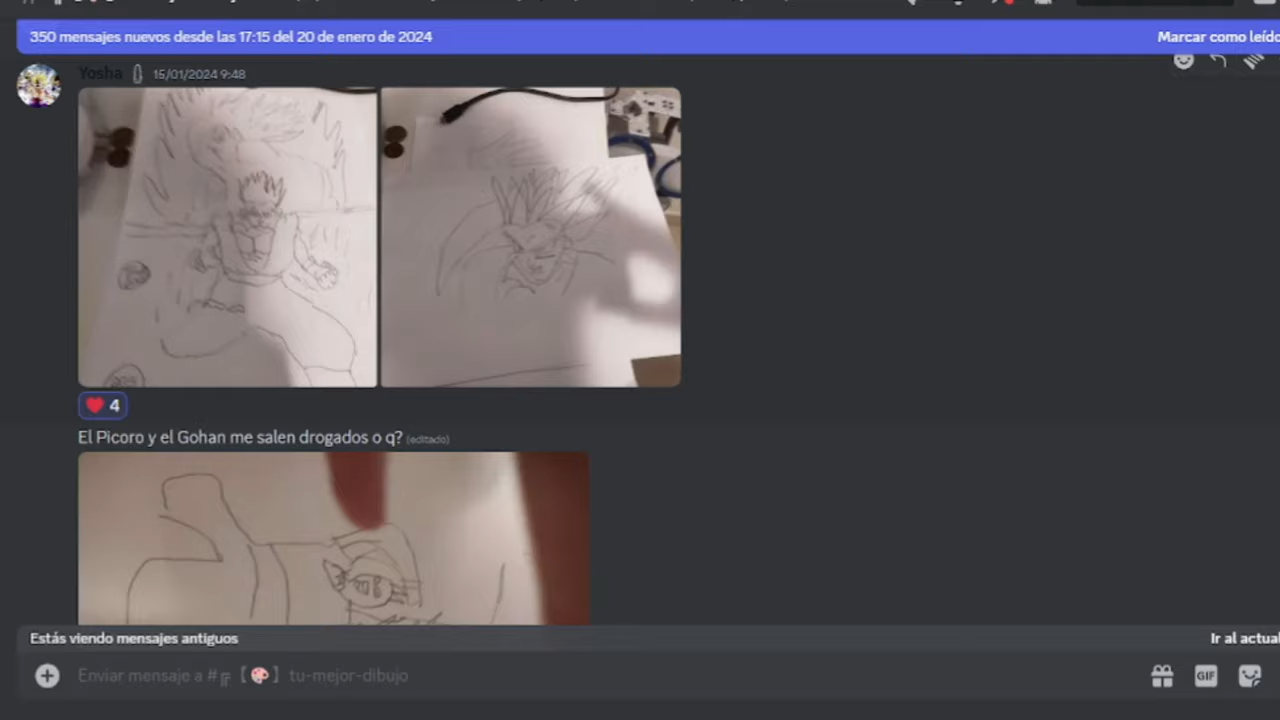 350 mensajes nuevos desde las 17:15 del 20 de enero de 2024
Marcar como leído
Yosha 15/01/2024 9:48
4
El Picoro y el Gohan me salen drogados o q? (editado)
Estás viendo mensajes antiguos
Ir al actua
Enviar mensaje a #╔【🎨】tu-mejor-dibujo
GIF